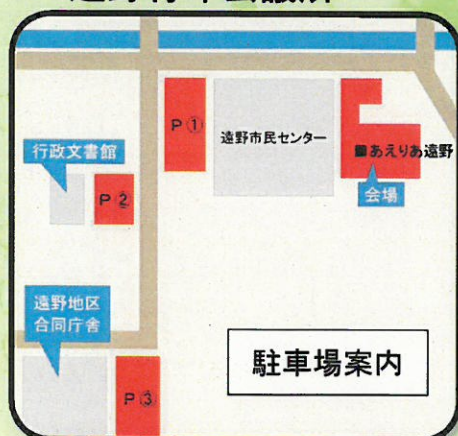 P①
遠野市民センター
■あえりあ遠野
会場
行政文書館
P②
遠野地区
合同庁舎
駐車場案内
P③